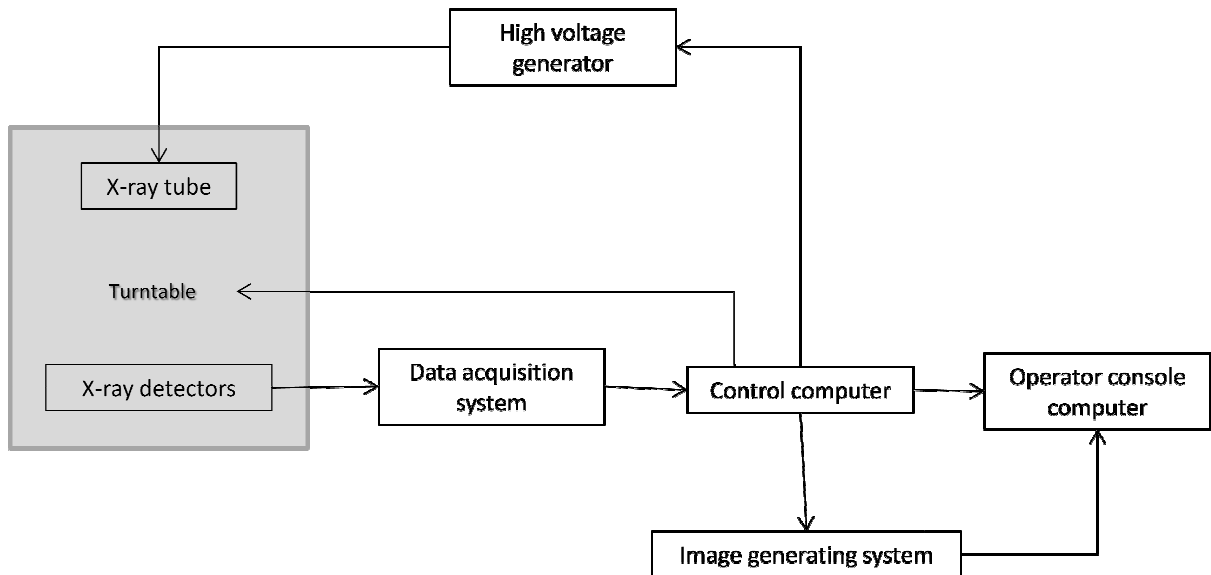 High voltage
generator
X-ray tube
Turntable
X-ray detectors
Data acquisition
system
Control computer
Operator console
computer
Image generating system